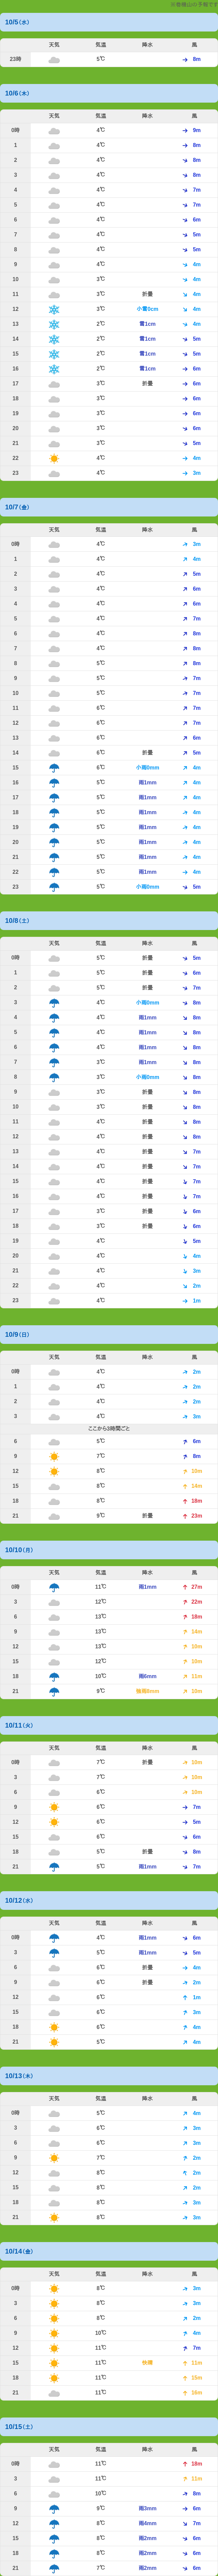 の予報です
10/5(水)
天気 気温 降水 風
23時 5℃ 8m
10/6(木)
天気 気温 降水 風
0時 4℃ 9m
1 4℃ 8m
2 4℃ 8m
3 4℃ 8m
4 4℃ 7m
5 4℃ 7m
6 4℃ 6m
7 4℃ 5m
8 4℃ 5m
9 4℃ 4m
10 3℃ 4m
11 3℃ 折曇 4m
12 3℃ 小雪0cm 4m
13 2℃ 雪1cm 4m
14 2℃ 雪1cm 5m
15 2℃ 雪1cm 5m
16 2℃ 雪1cm 6m
17 3℃ 折曇 6m
18 3℃ 6m
19 3℃ 6m
20 3℃ 6m
21 3℃ 5m
22 4℃ 4m
23 4℃ 3m
10/7(金)
天気 気温 降水 風
0時 4℃ 3m
1 4℃ 4m
2 4℃ 5m
3 4℃ 6m
4 4℃ 6m
5 4℃ 7m
6 4℃ 8m
7 4℃ 8m
8 5℃ 8m
9 5℃ 7m
10 5℃ 7m
11 6℃ 7m
12 6℃ 7m
13 6℃ 6m
14 6℃ 折曇 5m
15 6℃ 小雨0mm 4m
16 5℃ 雨1mm 4m
17 5℃ 雨1mm 4m
18 5℃ 雨1mm 4m
19 5℃ 雨1mm 4m
20 5℃ 雨1mm 4m
21 5℃ 雨1mm 4m
22 5℃ 雨1mm 4m
23 5℃ 小雨0mm 5m
10/8(土)
天気 気温 降水 風
0時 5℃ 折曇 5m
1 5℃ 折曇 6m
2 5℃ 折曇 7m
3 4℃ 小雨0mm 8m
4 4℃ 雨1mm 8m
5 4℃ 雨1mm 8m
6 4℃ 雨1mm 8m
7 3℃ 雨1mm 8m
8 3℃ 小雨0mm 8m
9 3℃ 折曇 8m
10 3℃ 折曇 8m
11 4℃ 折曇 8m
12 4℃ 折曇 8m
13 4℃ 折曇 7m
14 4℃ 折曇 7m
15 4℃ 折曇 7m
16 4℃ 折曇 7m
17 3℃ 折曇 6m
18 3℃ 折曇 6m
19 4℃ 5m
20 4℃ 4m
21 4℃ 3m
22 4℃ 2m
23 4℃ 1m
10/9(日)
天気 気温 降水 風
0時 4℃ 2m
1 4℃ 2m
2 4℃ 2m
3 4℃ 3m
ここから3時間ごと
6 5℃ 6m
9 7℃ 8m
12 8℃ 10m
15 8℃ 14m
18 8℃ 18m
21 9℃ 折曇 23m
10/10(月)
天気 気温 降水 風
0時 11℃ 雨1mm 27m
3 12℃ 22m
6 13℃ 18m
9 13℃ 14m
12 13℃ 10m
15 12℃ 10m
18 10℃ 雨6mm 11m
21 9℃ 強雨8mm 10m
10/11(火)
天気 気温 降水 風
0時 7℃ 折曇 10m
3 7℃ 10m
6 6℃ 10m
9 6℃ 7m
12 6℃ 5m
15 6℃ 6m
18 5℃ 折曇 8m
21 5℃ 雨1mm 7m
10/12(水)
天気 気温 降水 風
0時 4℃ 雨1mm 6m
3 5℃ 雨1mm 5m
6 6℃ 折曇 4m
9 6℃ 折曇 2m
12 6℃ 1m
15 6℃ 3m
18 6℃ 4m
21 5℃ 4m
10/13(木)
天気 気温 降水 風
0時 5℃ 4m
3 6℃ 3m
6 6℃ 3m
9 7℃ 2m
12 8℃ 2m
15 8℃ 2m
18 8℃ 3m
21 8℃ 3m
10/14(金)
天気 気温 降水 風
0時 8℃ 3m
3 8℃ 3m
6 8℃ 2m
9 10℃ 4m
12 11℃ 7m
15 11℃ 快晴 11m
18 11℃ 15m
21 11℃ 16m
10/15(土)
天気 気温 降水 風
0時 11℃ 18m
3 11℃ 11m
6 10℃ 8m
9 9℃ 雨3mm 6m
12 8℃ 雨4mm 7m
15 8℃ 雨2mm 6m
18 8℃ 雨2mm 6m
21 7℃ 雨2mm 6m